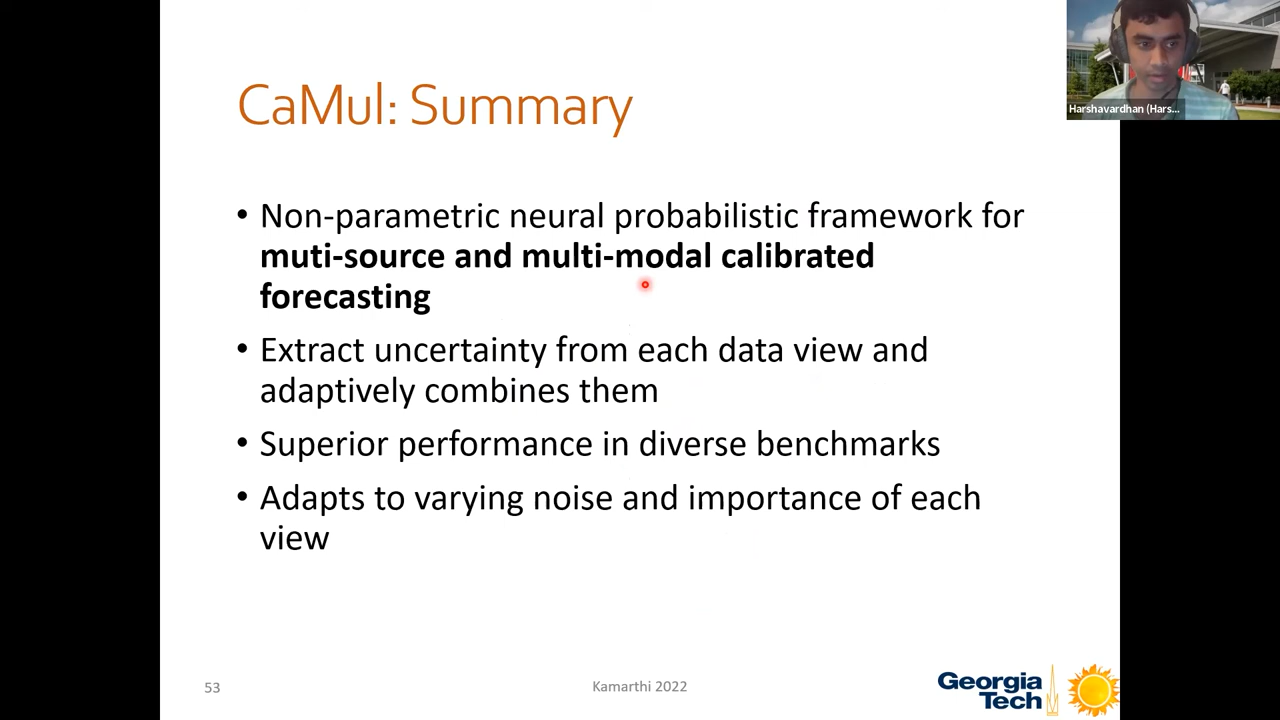 CaMul: Summary
Harshavardhan (Hars...
• Non-parametric neural probabilistic framework for
muti-source and multi-modal calibrated
forecasting
• Extract uncertainty from each data view and
adaptively combines them
• Superior performance in diverse benchmarks
• Adapts to varying noise and importance of each
view
53
Kamarthi 2022
Georgia
Tech